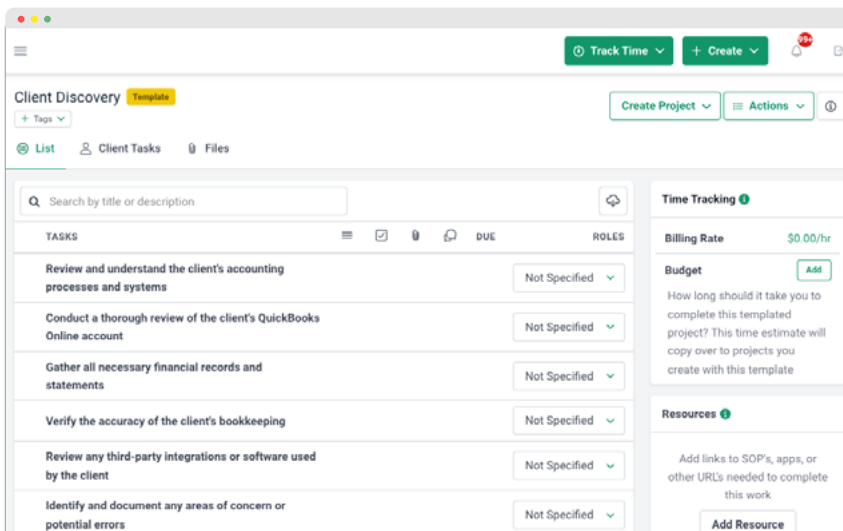 Track Time
+ Create
99+
Client Discovery Template
+ Tags
Create Project
Actions
List
Client Tasks
Files
Search by title or description
TASKS
DUE
ROLES
Review and understand the client's accounting
processes and systems
Not Specified
Conduct a thorough review of the client's QuickBooks
Online account
Not Specified
Gather all necessary financial records and
statements
Not Specified
Verify the accuracy of the client's bookkeeping
Not Specified
Review any third-party integrations or software used
by the client
Not Specified
Identify and document any areas of concern or
potential errors
Not Specified
Time Tracking
Billing Rate $0.00/hr
Budget Add
How long should it take you to
complete this templated
project? This time estimate will
copy over to projects you
create with this template
Resources
Add links to SOP's, apps, or
other URL's needed to complete
this work
Add Resource